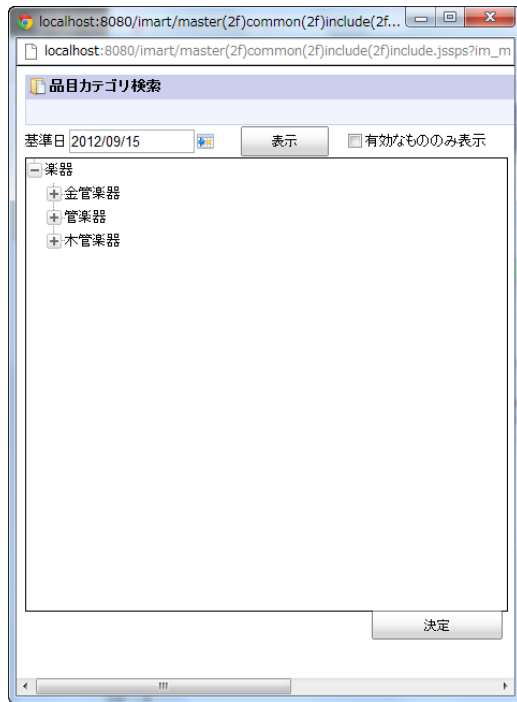 localhost:8080/imart/master(2f)common(2f)include(2f...
localhost:8080/imart/master(2f)common(2f)include(2f)include.jssps?im_m
品目カテゴリ検索
基準日 2012/09/15 表示 有効なもののみ表示
楽器
金管楽器
管楽器
木管楽器
決定